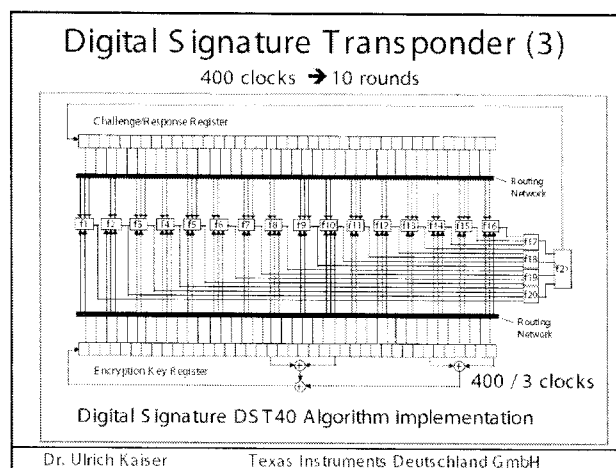 Digital Signature Transponder (3)
400 clocks ➔ 10 rounds
Challenge/Response Register
Routing
Network
f1 f2 f3 f4 f5 f6 f7 f8 f9 f10 f11 f12 f13 f14 f15 f16
f17
f18
f19
f20
Routing
Network
Encryption Key Register
400 / 3 clocks
Digital Signature DST40 Algorithm implementation
Dr. Ulrich Kaiser Texas Instruments Deutschland GmbH